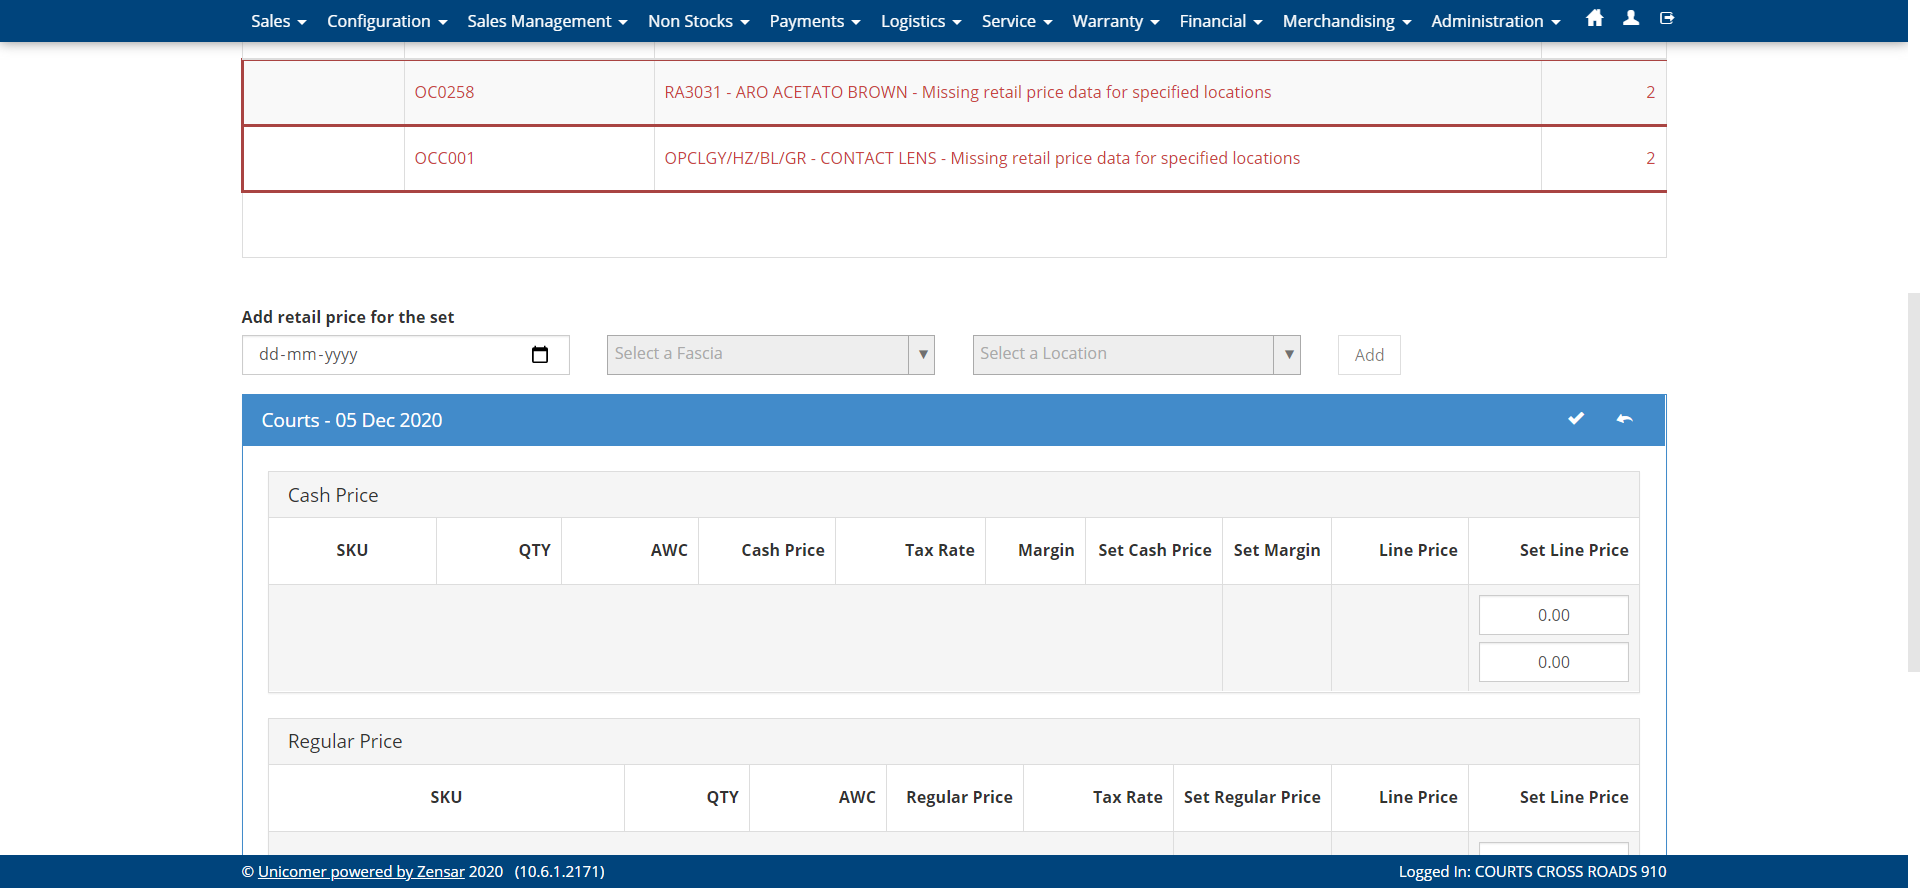 Sales Configuration Sales Management Non Stocks Payments Logistics Service Warranty Financial Merchandising Administration
OC0258 RA3031 - ARO ACETATO BROWN - Missing retail price data for specified locations 2
OCC001 OPCLGY/HZ/BL/GR - CONTACT LENS - Missing retail price data for specified locations 2
Add retail price for the set
dd-mm-yyyy Select a Fascia Select a Location Add
Courts - 05 Dec 2020
Cash Price
SKU QTY AWC Cash Price Tax Rate Margin Set Cash Price Set Margin Line Price Set Line Price
0.00
0.00
Regular Price
SKU QTY AWC Regular Price Tax Rate Set Regular Price Line Price Set Line Price
© Unicomer powered by Zensar 2020 (10.6.1.2171) Logged In: COURTS CROSS ROADS 910